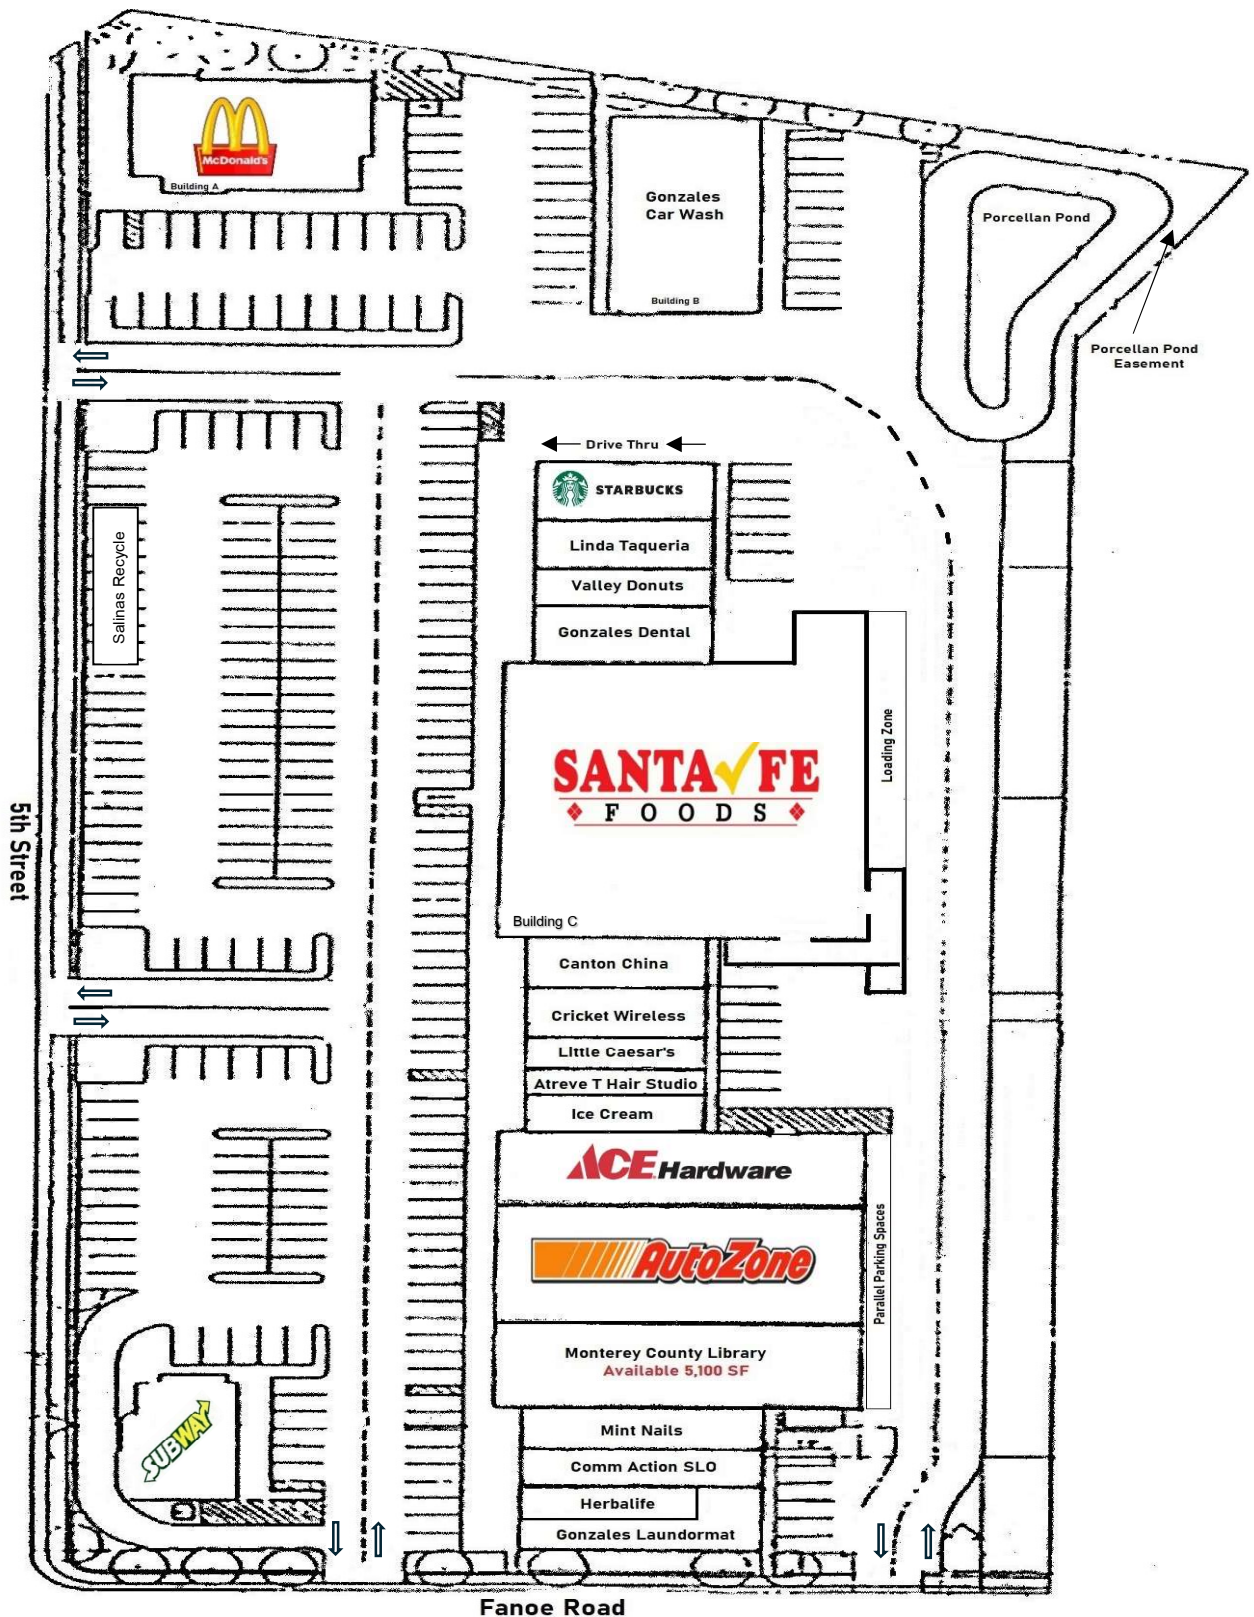 McDonald's
Building A
Gonzales
Car Wash
Building B
Porcellan Pond
Porcellan Pond
Easement
Drive Thru
STARBUCKS
Linda Taqueria
Valley Donuts
Gonzales Dental
Salinas Recycle
SANTA FE
FOODS
Loading Zone
5th Street
Building C
Canton China
Cricket Wireless
Little Caesar's
Atreve T Hair Studio
Ice Cream
ACE Hardware
AutoZone
Parallel Parking Spaces
Monterey County Library
Available 5,100 SF
SUBWAY
Mint Nails
Comm Action SLO
Herbalife
Gonzales Laundormat
Fanoe Road